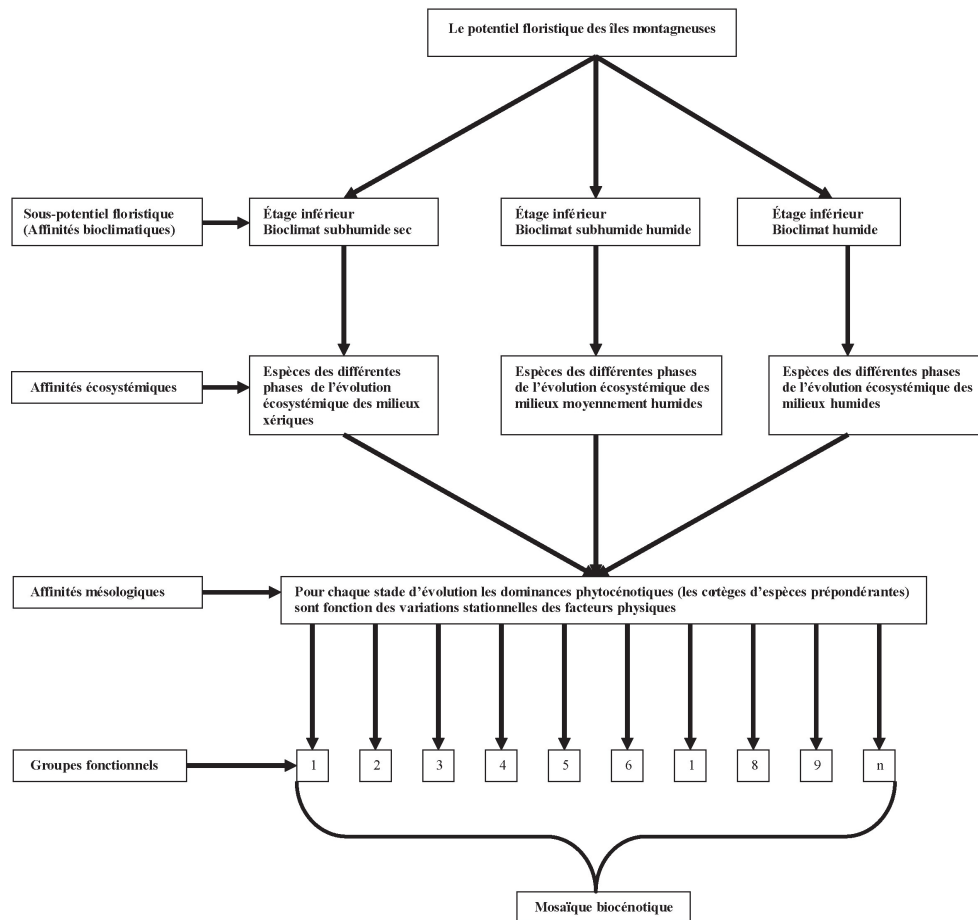 Le potentiel floristique des îles montagneuses
Sous-potentiel floristique
(Affinités bioclimatiques)
Étage inférieur
Bioclimat subhumide sec
Étage inférieur
Bioclimat subhumide humide
Étage inférieur
Bioclimat humide
Affinités écosystémiques
Espèces des différentes
phases de l'évolution
écosystémique des milieux
xériques
Espèces des différentes phases
de l'évolution écosystémique des
milieux moyennement humides
Espèces des différentes phases
de l'évolution écosystémique des
milieux humides
Affinités mésologiques
Pour chaque stade d'évolution les dominances phytocénotiques (les cortèges d'espèces prépondérantes)
sont fonction des variations stationnelles des facteurs physiques
Groupes fonctionnels
1
2
3
4
5
6
1
8
9
n
Mosaïque biocénotique